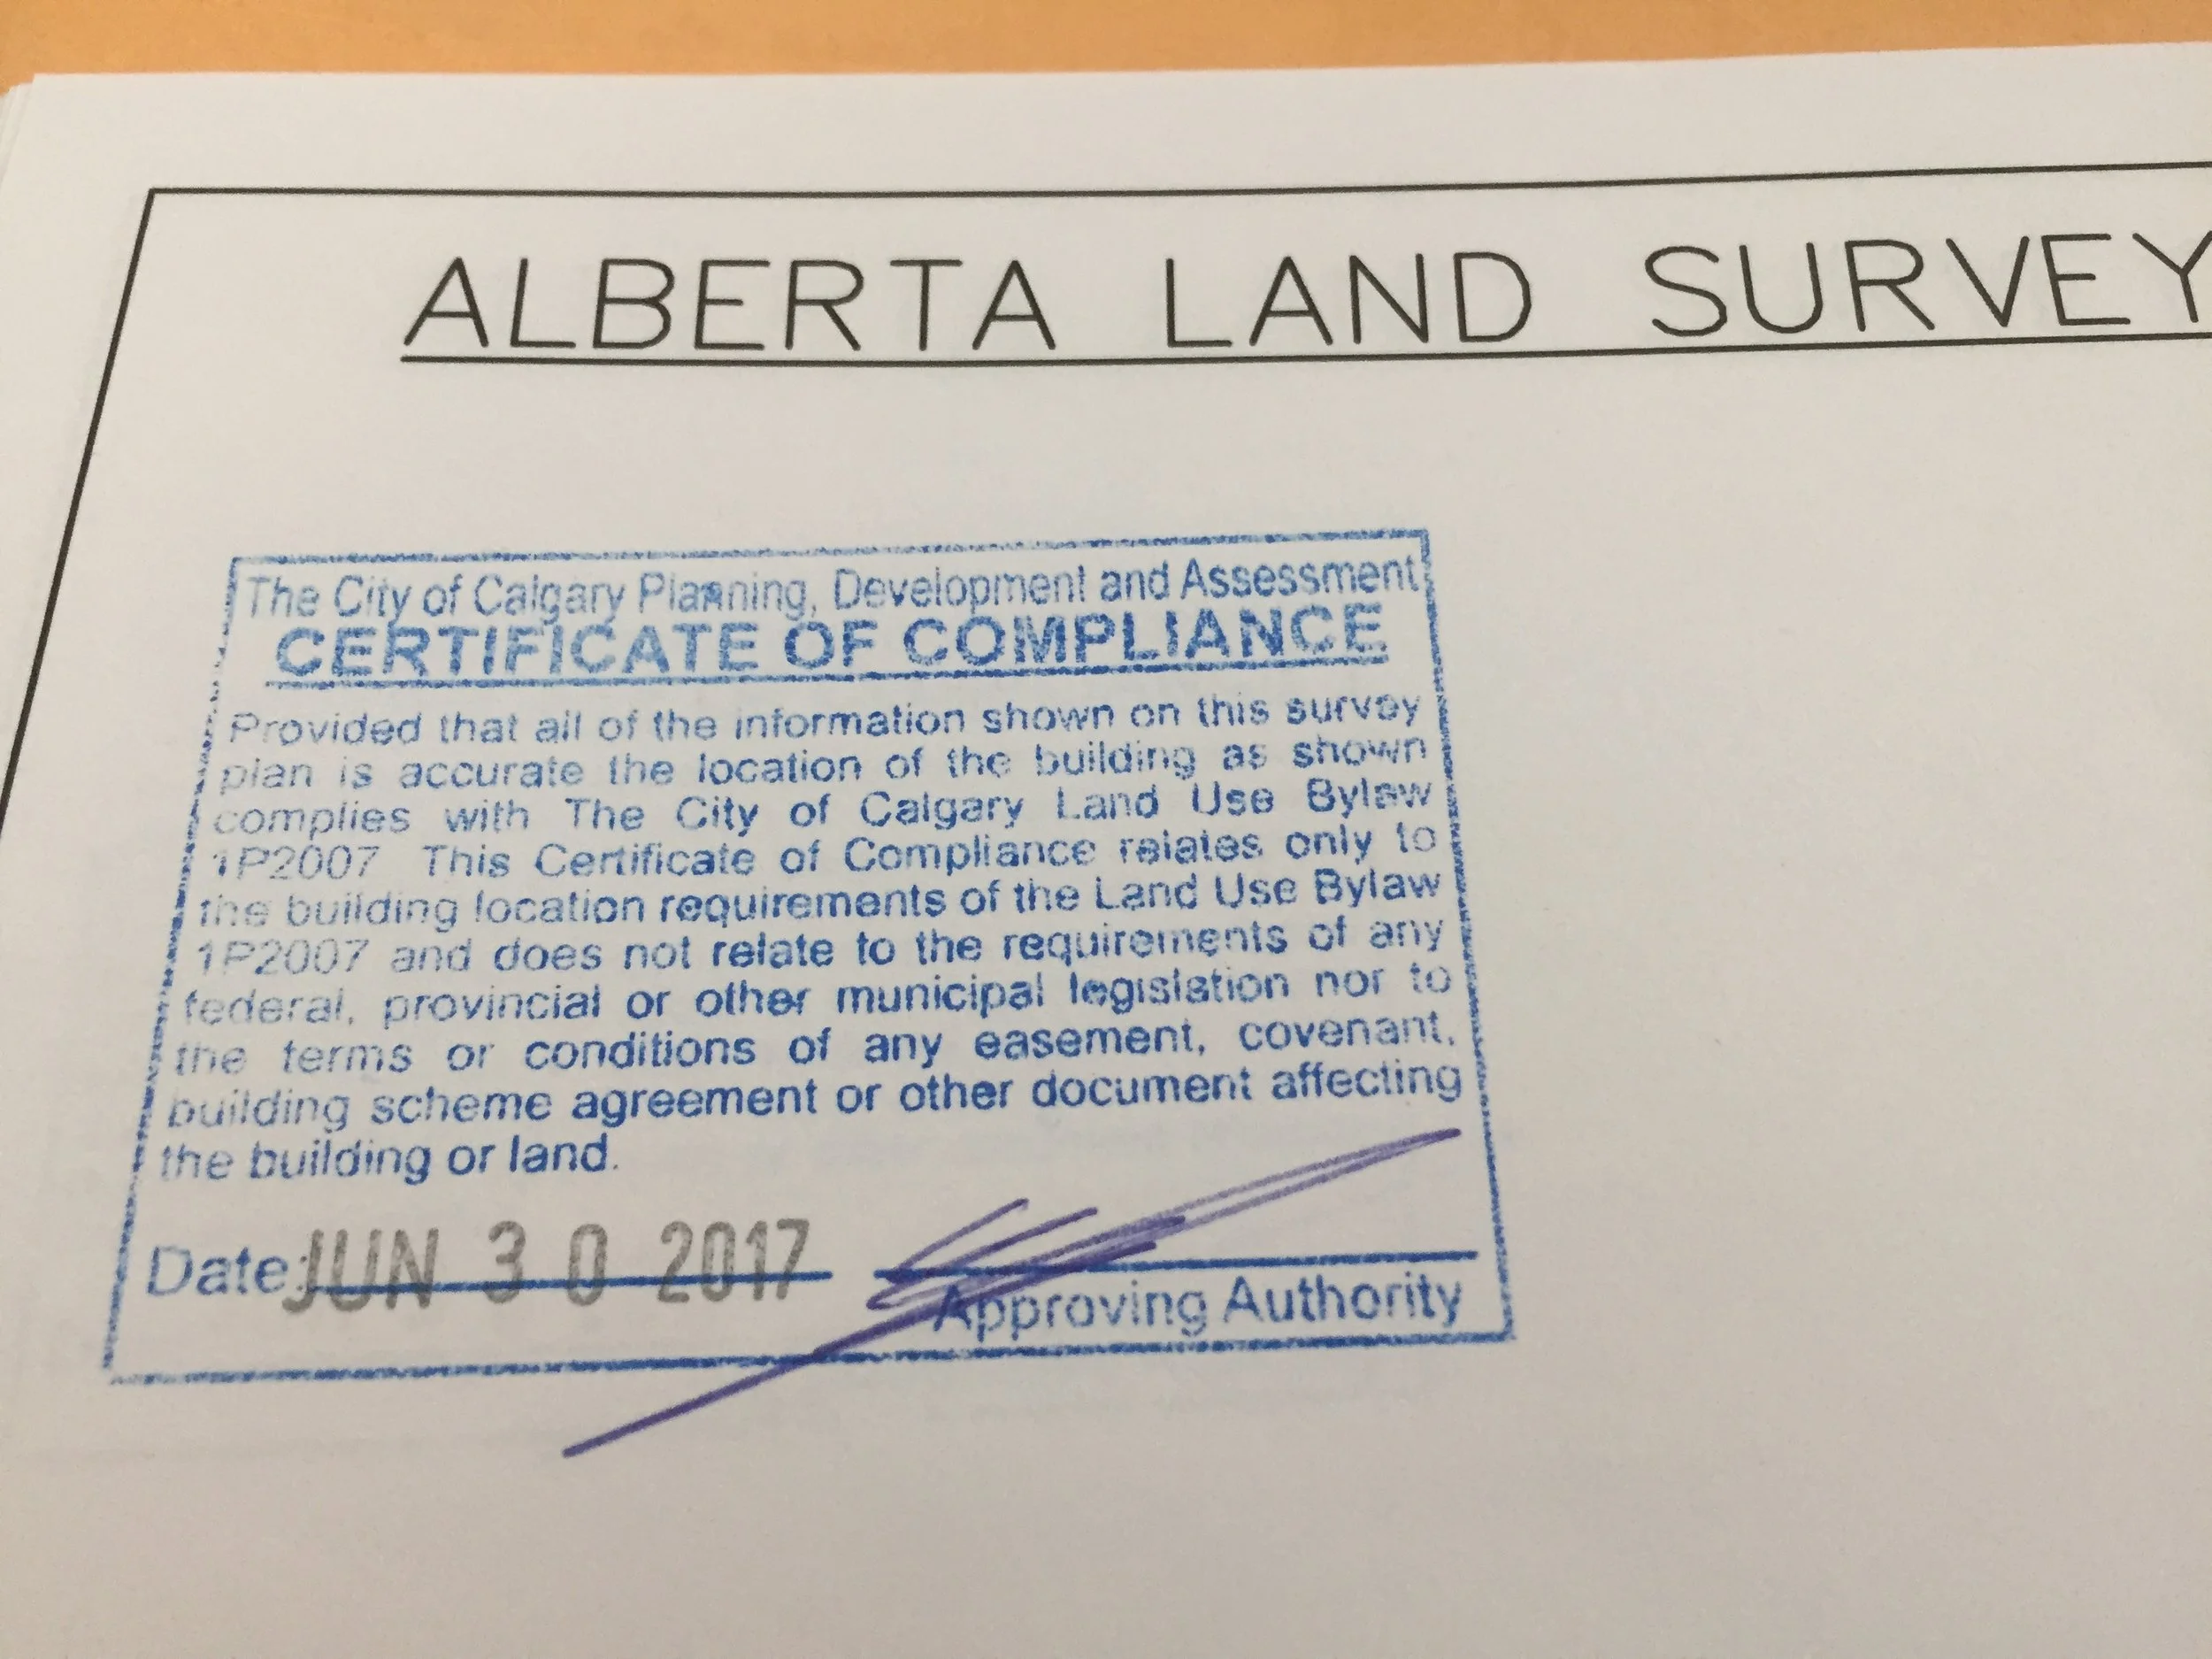 ALBERTA LAND SURVEY
The City of Calgary Planning, Development and Assessment
CERTIFICATE OF COMPLIANCE
Provided that all of the information shown on this survey
plan is accurate the location of the building as shown
complies with The City of Calgary Land Use Bylaw
1P2007 This Certificate of Compliance relates only to
the building location requirements of the Land Use Bylaw
1P2007 and does not relate to the requirements of any
federal, provincial or other municipal legislation nor to
the terms or conditions of any easement, covenant,
building scheme agreement or other document affecting
the building or land.
Date: JUN 30 2017
Approving Authority